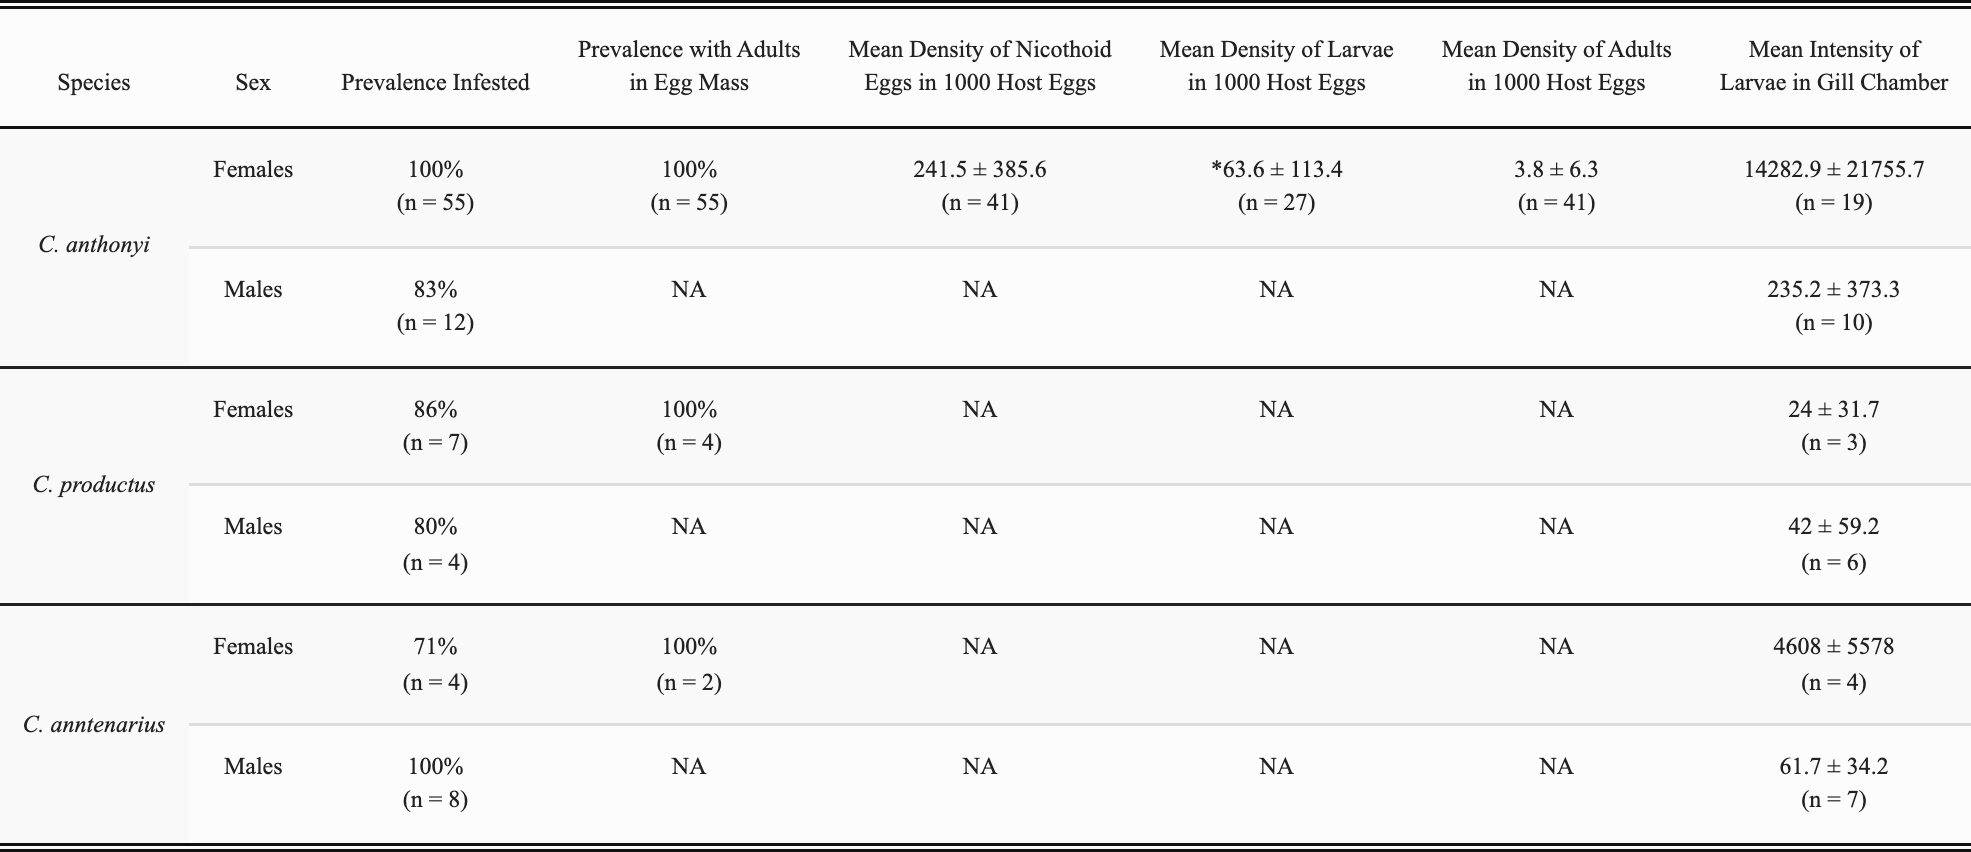 Species Sex Prevalence Infested Prevalence with Adults in Egg Mass Mean Density of Nicothoid Eggs in 1000 Host Eggs Mean Density of Larvae in 1000 Host Eggs Mean Density of Adults in 1000 Host Eggs Mean Intensity of Larvae in Gill Chamber
C. anthonyi
Females 100% 100% 241.5 ± 385.6 *63.6 ± 113.4 3.8 ± 6.3 14282.9 ± 21755.7
(n = 55) (n = 55) (n = 41) (n = 27) (n = 41) (n = 19)
Males 83% NA NA NA NA 235.2 ± 373.3
(n = 12) (n = 10)
C. productus
Females 86% 100% NA NA NA 24 ± 31.7
(n = 7) (n = 4) (n = 3)
Males 80% NA NA NA NA 42 ± 59.2
(n = 4) (n = 6)
C. anntenarius
Females 71% 100% NA NA NA 4608 ± 5578
(n = 4) (n = 2) (n = 4)
Males 100% NA NA NA NA 61.7 ± 34.2
(n = 8) (n = 7)